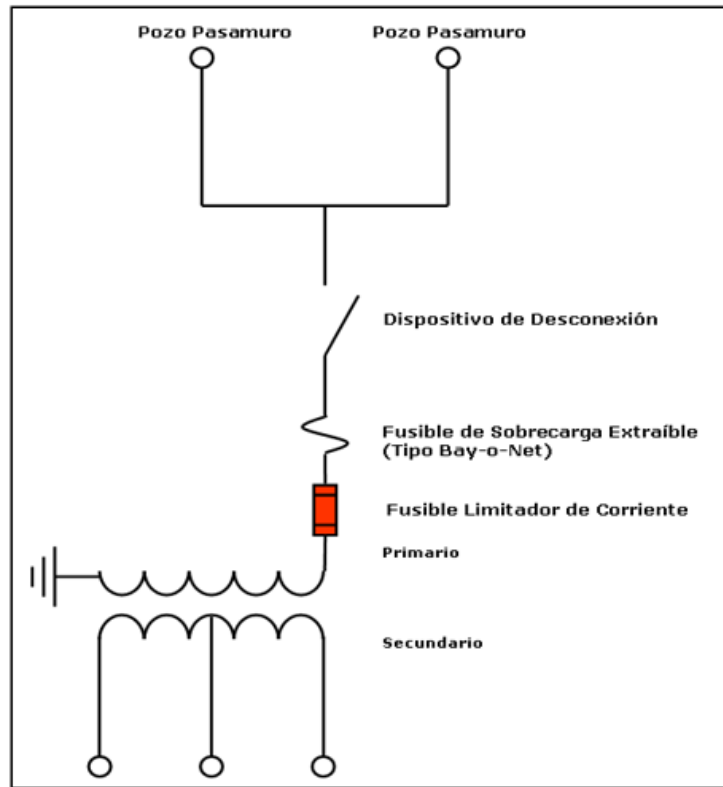 Pozo Pasamuro Pozo Pasamuro
Dispositivo de Desconexión
Fusible de Sobrecarga Extraíble
(Tipo Bay-o-Net)
Fusible Limitador de Corriente
Primario
Secundario